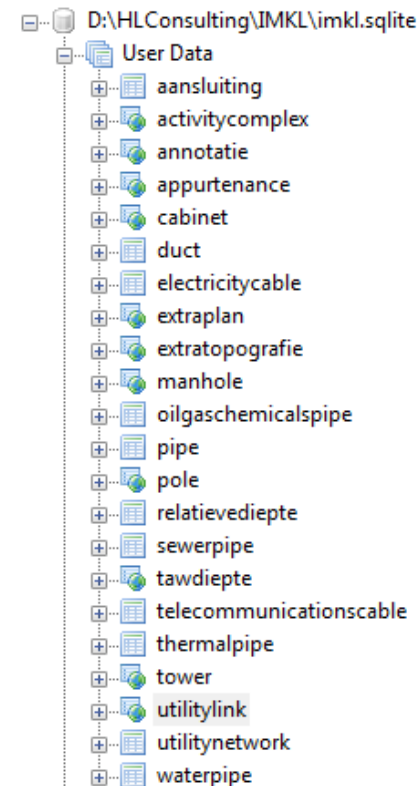 D:\HLConsulting\IMKL\imkl.sqlite
User Data
aansluiting
activitycomplex
annotatie
appurtenance
cabinet
duct
electricitycable
extraplan
extratopografie
manhole
oilgaschemicalspipe
pipe
pole
relatievediepte
sewerpipe
tawdiepte
telecommunicationscable
thermalpipe
tower
utilitylink
utilitynetwork
waterpipe